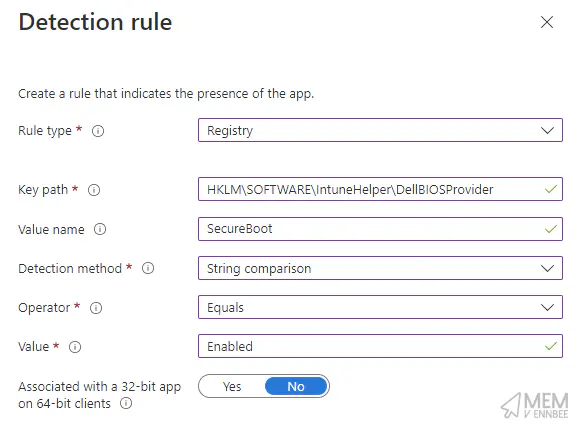 Detection rule
Create a rule that indicates the presence of the app.
Rule type * Registry
Key path * HKLM\SOFTWARE\IntuneHelper\DellBIOSProvider
Value name SecureBoot
Detection method * String comparison
Operator * Equals
Value * Enabled
Associated with a 32-bit app Yes No
on 64-bit clients
MEM
V ENNBEE